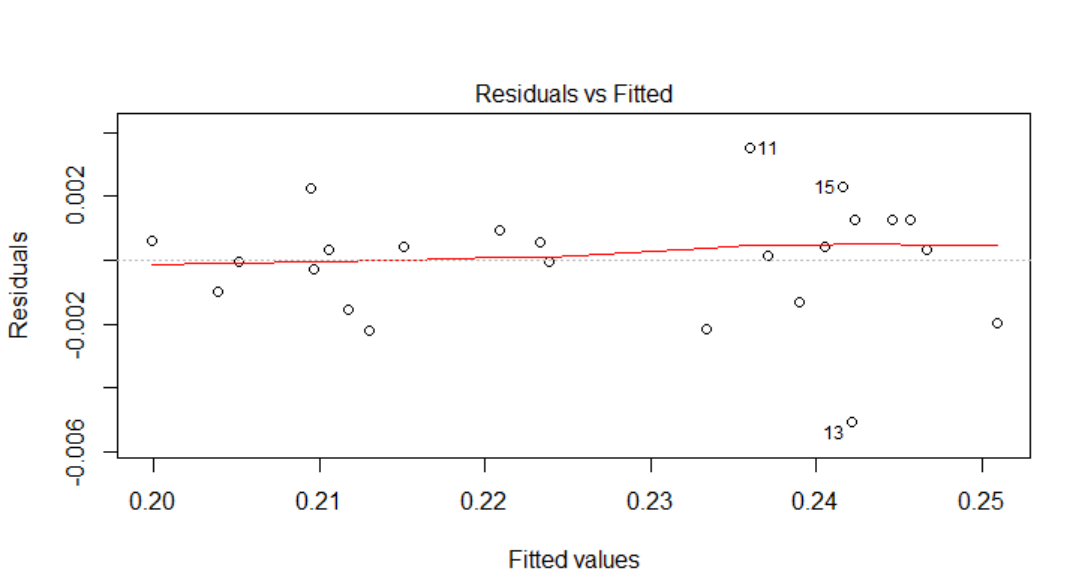 Residuals vs Fitted
Residuals
0.002
-0.002
-0.006
11
15
13
0.20 0.21 0.22 0.23 0.24 0.25
Fitted values